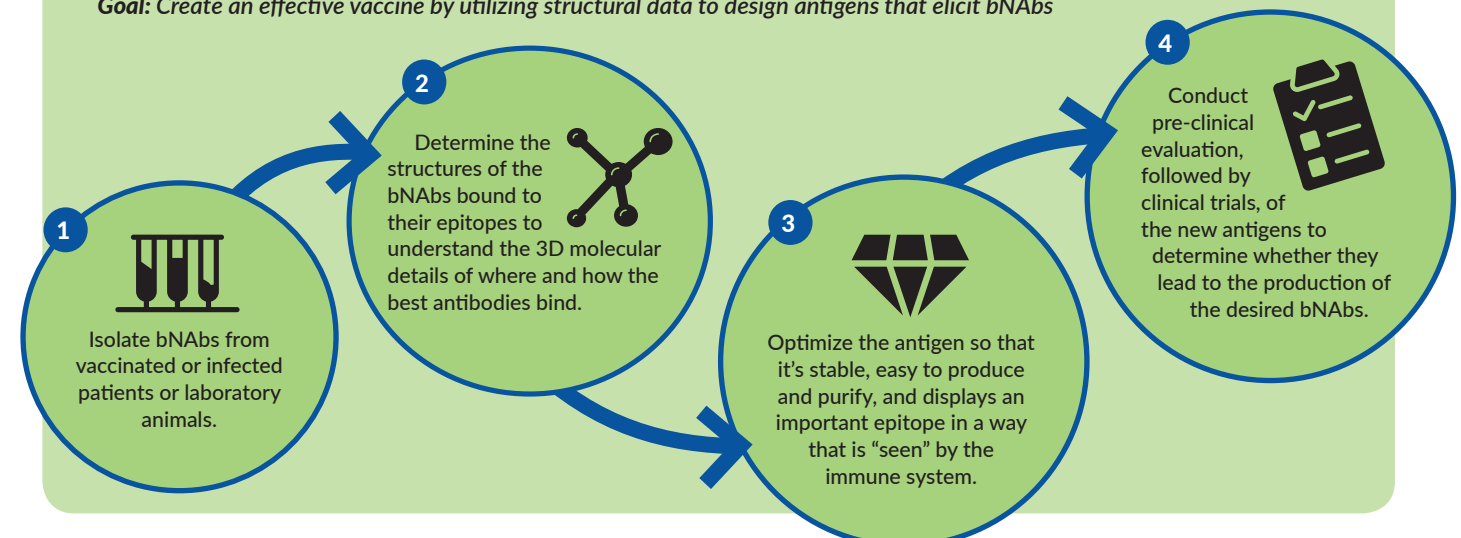 Goal: Create an effective vaccine by utilizing structural data to design antigens that elicit bNAbs
1
Isolate bNAbs from
vaccinated or infected
patients or laboratory
animals.
2
Determine the
structures of the
bNAbs bound to
their epitopes to
understand the 3D molecular
details of where and how the
best antibodies bind.
3
Optimize the antigen so that
it’s stable, easy to produce
and purify, and displays an
important epitope in a way
that is “seen” by the
immune system.
4
Conduct
pre-clinical
evaluation,
followed by
clinical trials, of
the new antigens to
determine whether they
lead to the production of
the desired bNAbs.